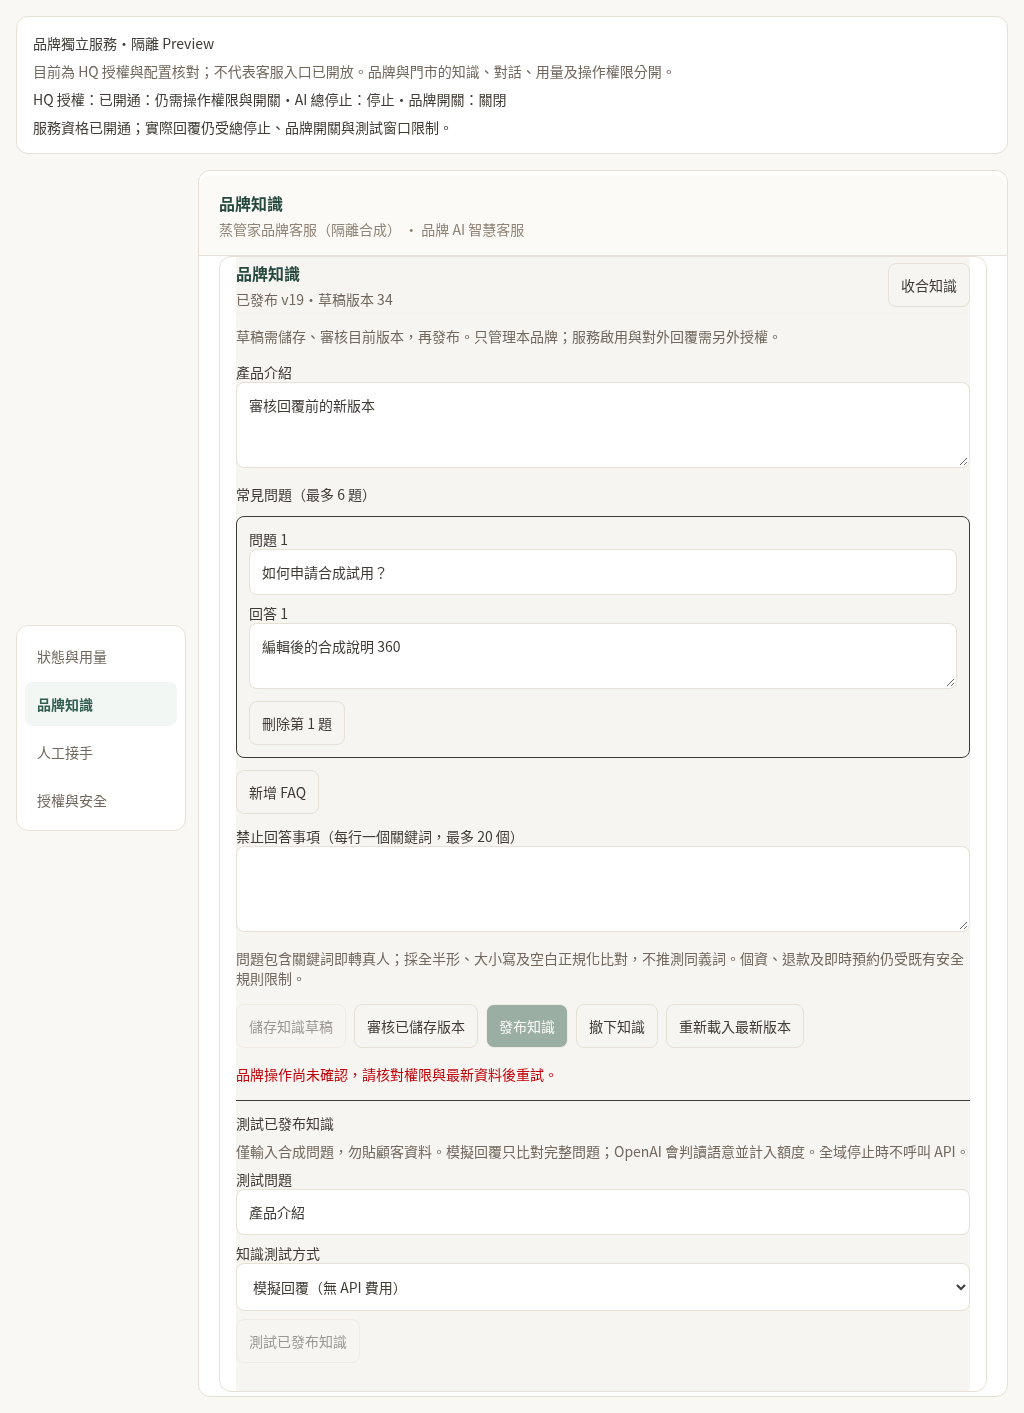 品牌獨立服務・隔離 Preview
目前為 HQ 授權與配置核對；不代表客服入口已開放。品牌與門市的知識、對話、用量及操作權限分開。
HQ 授權：已開通：仍需操作權限與開關・AI 總停止：停止・品牌開關：關閉
服務資格已開通；實際回覆仍受總停止、品牌開關與測試窗口限制。
狀態與用量
品牌知識
人工接手
授權與安全
品牌知識
蒸管家品牌客服（隔離合成） ・ 品牌 AI 智慧客服
品牌知識
已發布 v19・草稿版本 34
收合知識
草稿需儲存、審核目前版本，再發布。只管理本品牌；服務啟用與對外回覆需另外授權。
產品介紹
審核回覆前的新版本
常見問題（最多 6 題）
問題 1
如何申請合成試用？
回答 1
編輯後的合成說明 360
刪除第 1 題
新增 FAQ
禁止回答事項（每行一個關鍵詞，最多 20 個）
問題包含關鍵詞即轉真人；採全半形、大小寫及空白正規化比對，不推測同義詞。個資、退款及即時預約仍受既有安全
規則限制。
儲存知識草稿
審核已儲存版本
發布知識
撤下知識
重新載入最新版本
品牌操作尚未確認，請核對權限與最新資料後重試。
測試已發布知識
僅輸入合成問題，勿貼顧客資料。模擬回覆只比對完整問題；OpenAI 會判讀語意並計入額度。全域停止時不呼叫 API。
測試問題
產品介紹
知識測試方式
模擬回覆（無 API 費用）
測試已發布知識